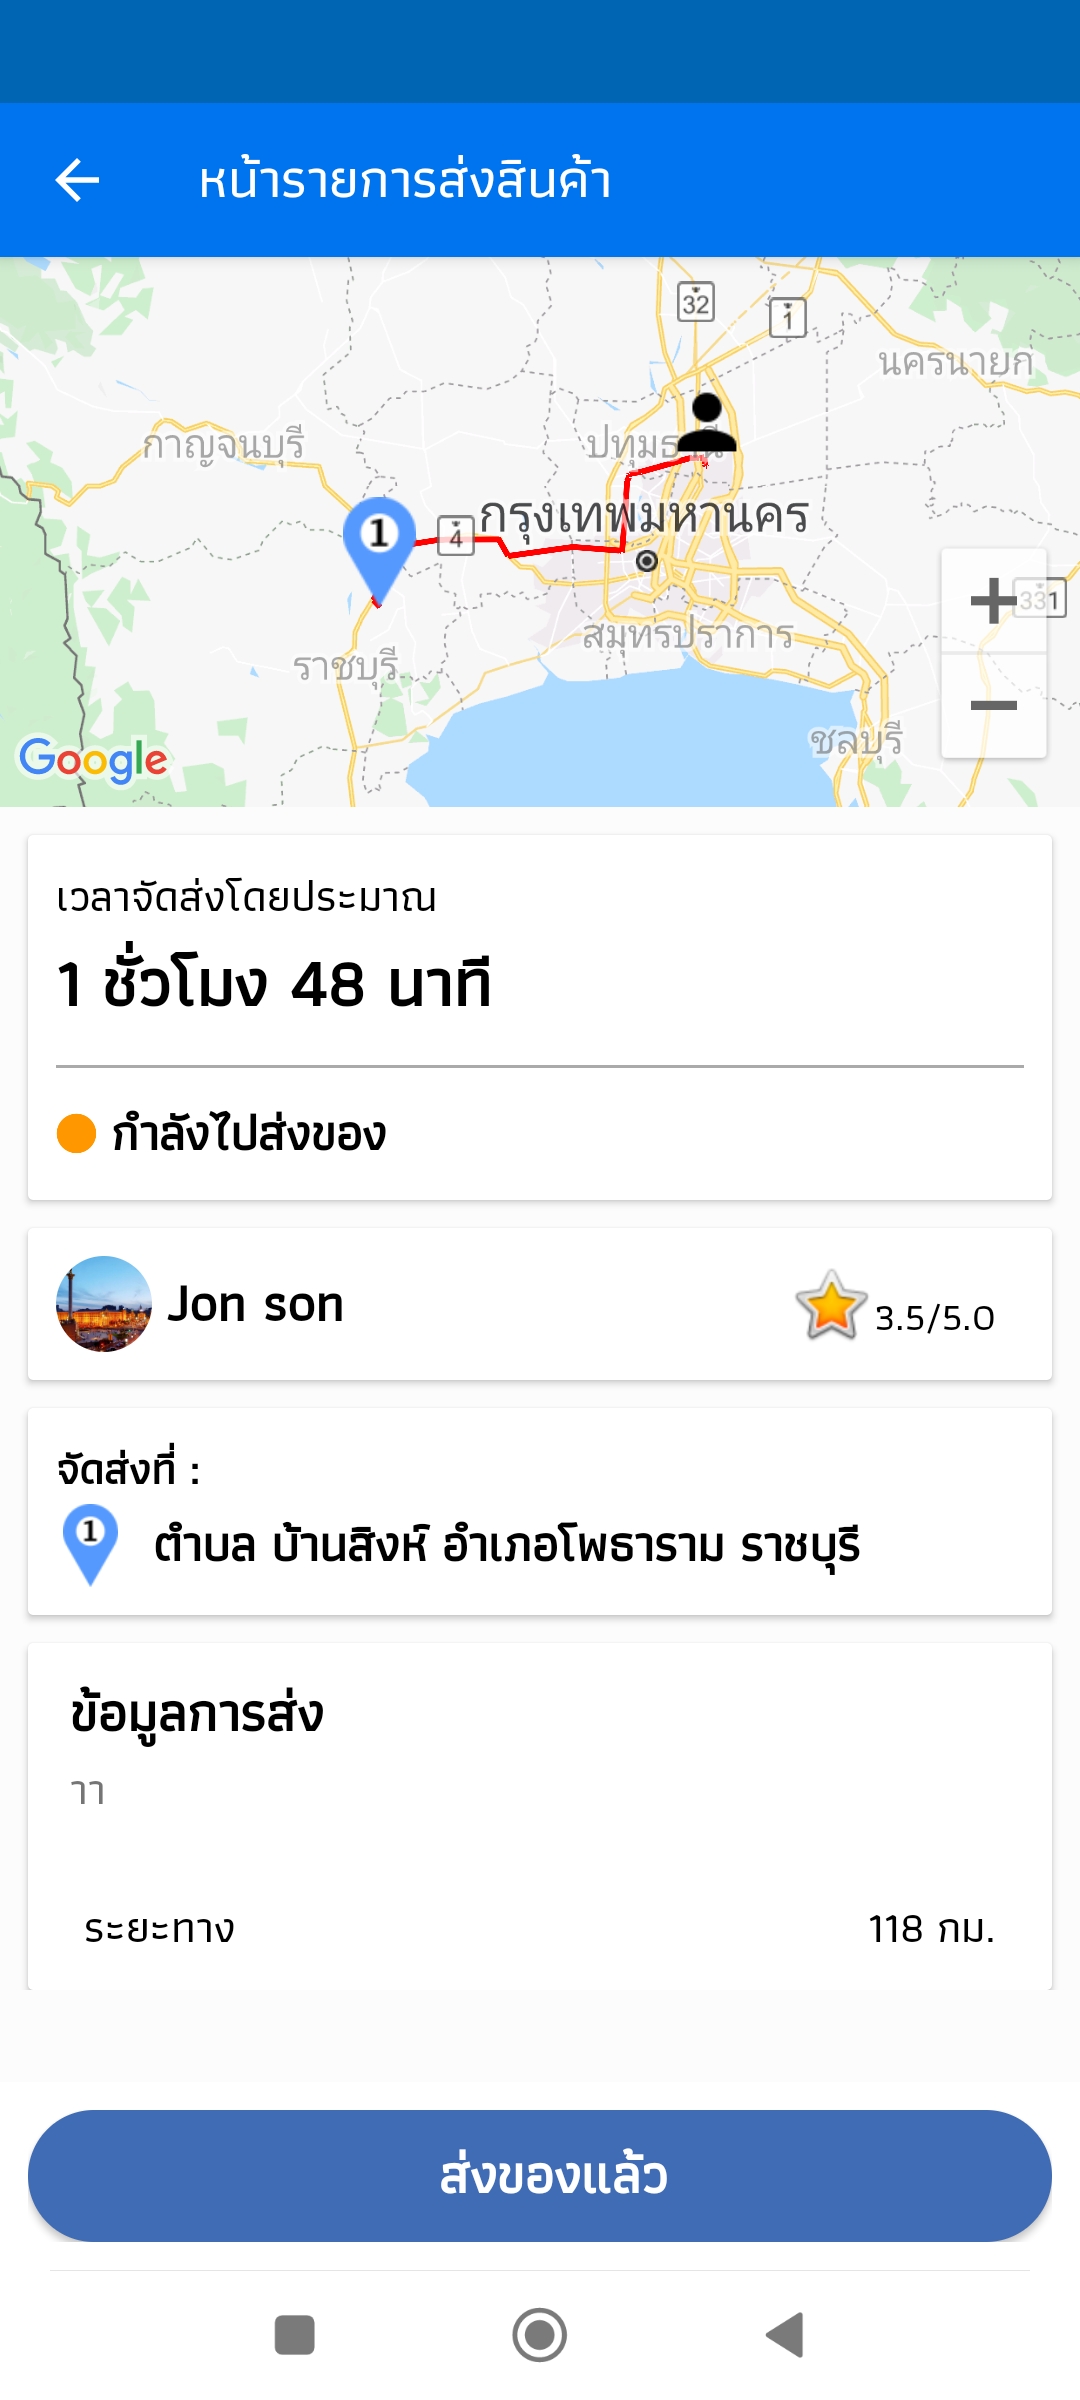 หน้ารายการส่งสินค้า
32
1
นครนายก
กาญจนบุรี
กรุงเทพมหานคร
1
4
331
สมุทรปราการ
ราชบุรี
ชลบุรี
Google
เวลาจัดส่งโดยประมาณ
1 ชั่วโมง 48 นาที
กำลังไปส่งของ
Jon son
3.5/5.0
จัดส่งที่ :
1
ตำบล บ้านสิงห์ อำเภอโพธาราม ราชบุรี
ข้อมูลการส่ง
าา
ระยะทาง 118 กม.
ส่งของแล้ว